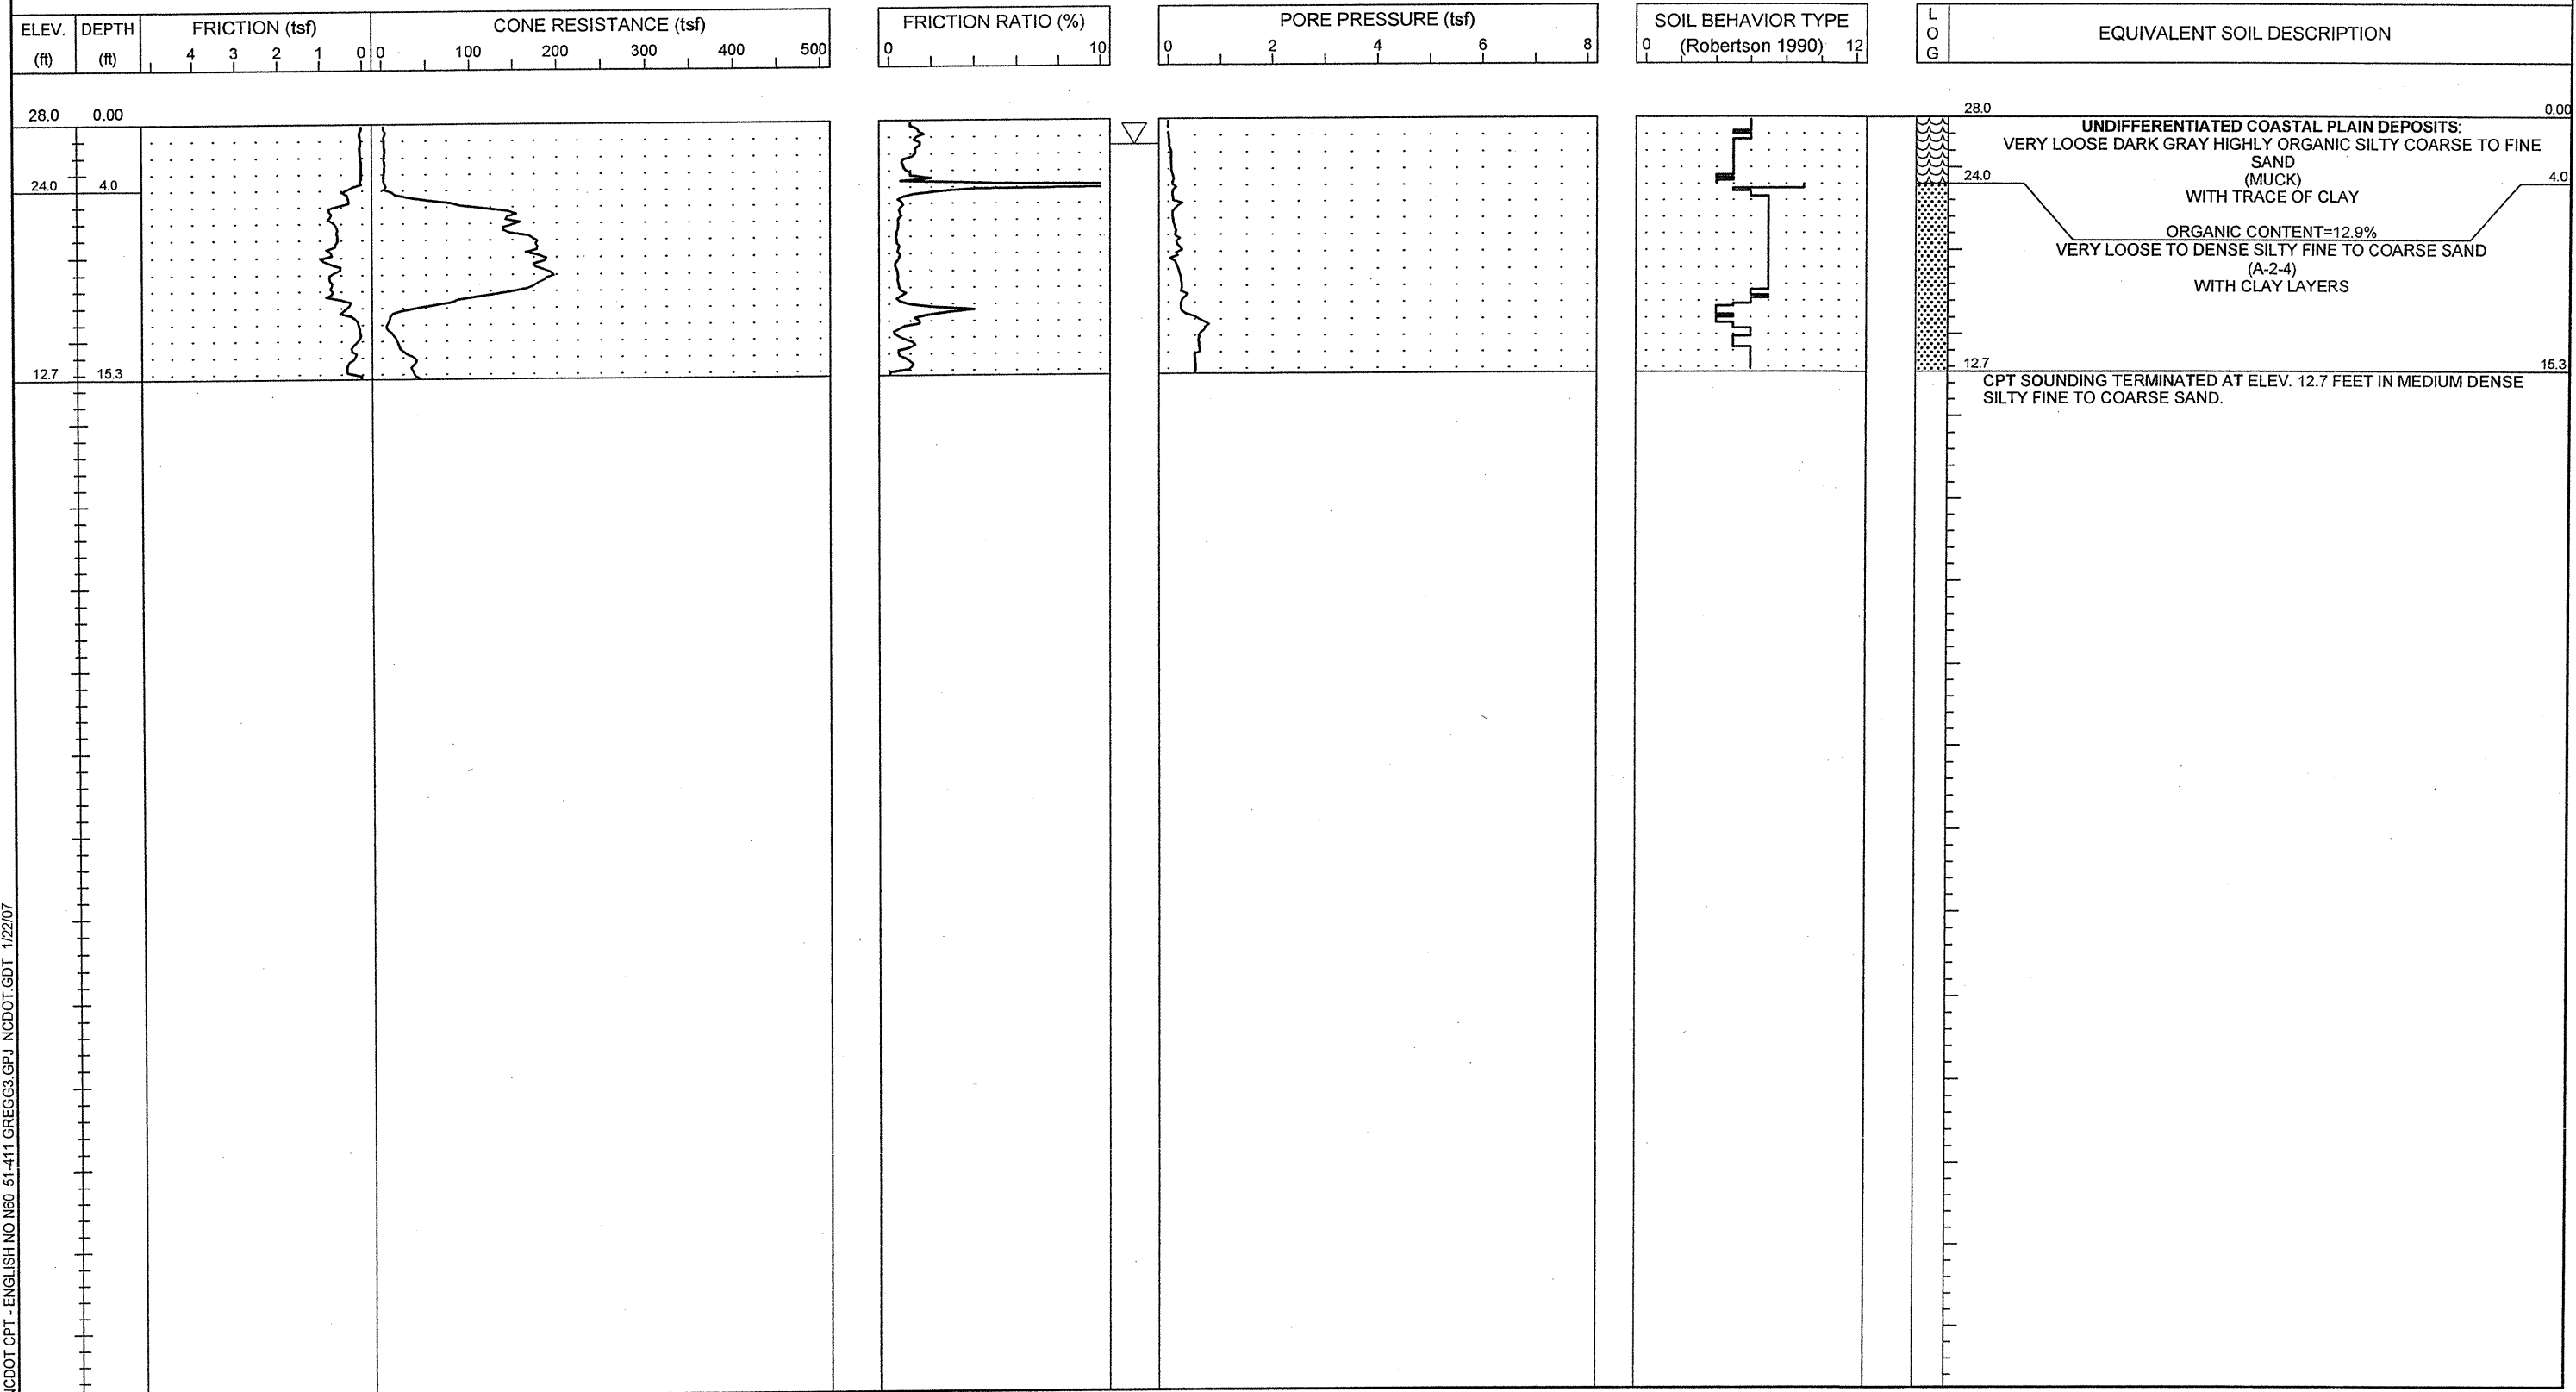 ELEV.
(ft)
DEPTH
(ft)
FRICTION (tsf)
4 3 2 1 0
CONE RESISTANCE (tsf)
0 100 200 300 400 500
FRICTION RATIO (%)
0 10
PORE PRESSURE (tsf)
0 2 4 6 8
SOIL BEHAVIOR TYPE
(Robertson 1990)
0 12
L
O
G
EQUIVALENT SOIL DESCRIPTION
28.0 0.00
24.0 4.0
12.7 15.3
28.0 0.00
UNDIFFERENTIATED COASTAL PLAIN DEPOSITS:
VERY LOOSE DARK GRAY HIGHLY ORGANIC SILTY COARSE TO FINE
SAND
(MUCK)
24.0 4.0
WITH TRACE OF CLAY
ORGANIC CONTENT=12.9%
VERY LOOSE TO DENSE SILTY FINE TO COARSE SAND
(A-2-4)
WITH CLAY LAYERS
12.7 15.3
CPT SOUNDING TERMINATED AT ELEV. 12.7 FEET IN MEDIUM DENSE
SILTY FINE TO COARSE SAND.
NCDOT CPT - ENGLISH NO N60 51-411 GREGG3.GPJ NCDOT.GDT 1/22/07